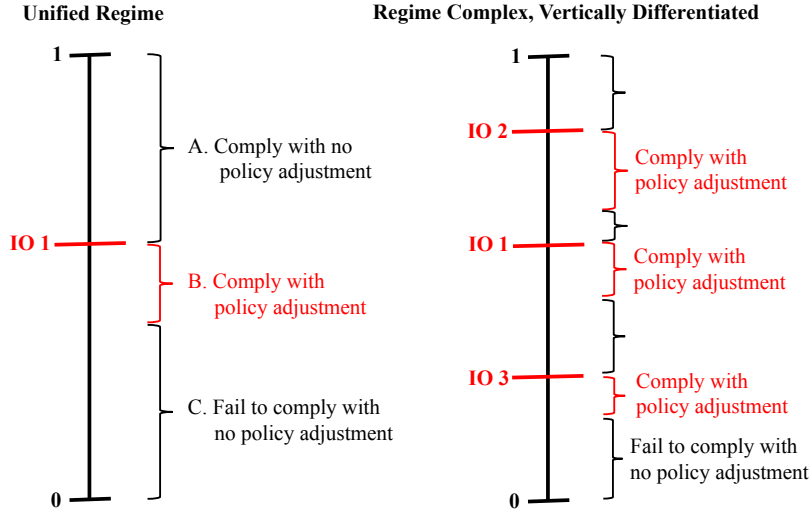 Unified Regime
1
A. Comply with no
policy adjustment
IO 1
B. Comply with
policy adjustment
C. Fail to comply with
no policy adjustment
0
Regime Complex, Vertically Differentiated
1
IO 2
Comply with
policy adjustment
IO 1
Comply with
policy adjustment
IO 3
Comply with
policy adjustment
Fail to comply with
no policy adjustment
0